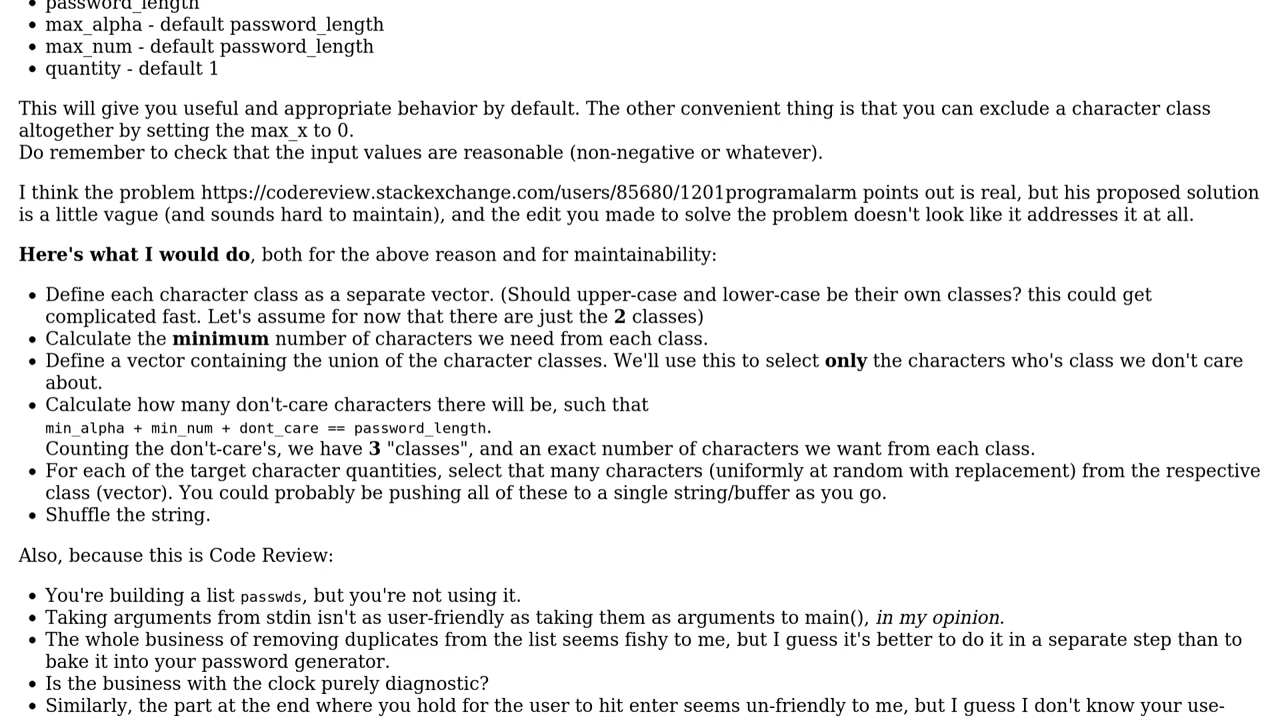 password_length
max_alpha - default password_length
max_num - default password_length
quantity - default 1
This will give you useful and appropriate behavior by default. The other convenient thing is that you can exclude a character class
altogether by setting the max_x to 0.
Do remember to check that the input values are reasonable (non-negative or whatever).
I think the problem https://codereview.stackexchange.com/users/85680/1201programalarm points out is real, but his proposed solution
is a little vague (and sounds hard to maintain), and the edit you made to solve the problem doesn't look like it addresses it at all.
Here's what I would do, both for the above reason and for maintainability:
Define each character class as a separate vector. (Should upper-case and lower-case be their own classes? this could get
complicated fast. Let's assume for now that there are just the 2 classes)
Calculate the minimum number of characters we need from each class.
Define a vector containing the union of the character classes. We'll use this to select only the characters who's class we don't care
about.
Calculate how many don't-care characters there will be, such that
min_alpha + min_num + dont_care == password_length.
Counting the don't-care's, we have 3 "classes", and an exact number of characters we want from each class.
For each of the target character quantities, select that many characters (uniformly at random with replacement) from the respective
class (vector). You could probably be pushing all of these to a single string/buffer as you go.
Shuffle the string.
Also, because this is Code Review:
You're building a list passwds, but you're not using it.
Taking arguments from stdin isn't as user-friendly as taking them as arguments to main(), in my opinion.
The whole business of removing duplicates from the list seems fishy to me, but I guess it's better to do it in a separate step than to
bake it into your password generator.
Is the business with the clock purely diagnostic?
Similarly, the part at the end where you hold for the user to hit enter seems un-friendly to me, but I guess I don't know your use-